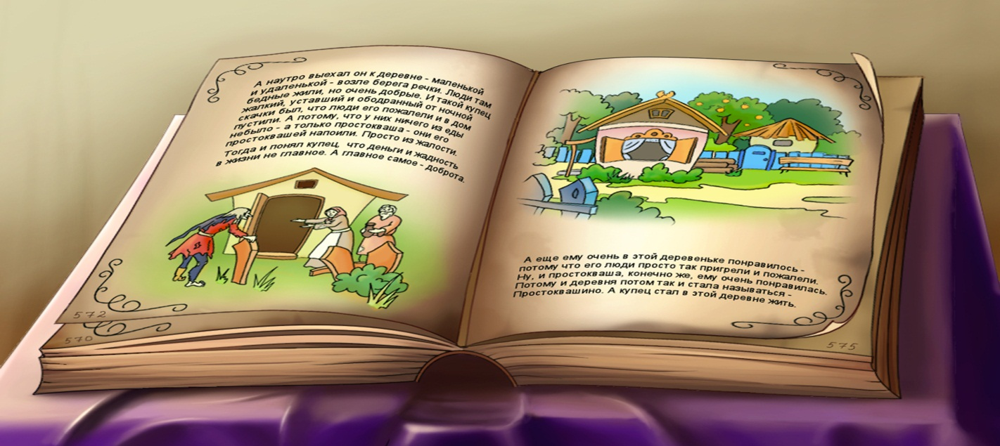 А наутро выехал он к деревне - маленькой
и удаленькой - возле берега речки. Люди там
бедные жили, но очень добрые. И такой купец
жалкий, уставший и ободранный от ночной
скачки был, что люди его пожалели и в дом
пустили. А потому, что у них ничего из еды
небыло - а только простокваша - они его
простоквашей напоили. Просто из жалости.
Тогда и понял купец, что деньги и жадность
в жизни не главное. А главное самое - доброта.
572
570
А еще ему очень в этой деревеньке понравилось -
потому что его люди просто так пригрели и пожалели.
Ну, и простокваша, конечно же, ему очень понравилась.
Потому и деревня потом так и стала называться -
Простоквашино. А купец стал в этой деревне жить.
575